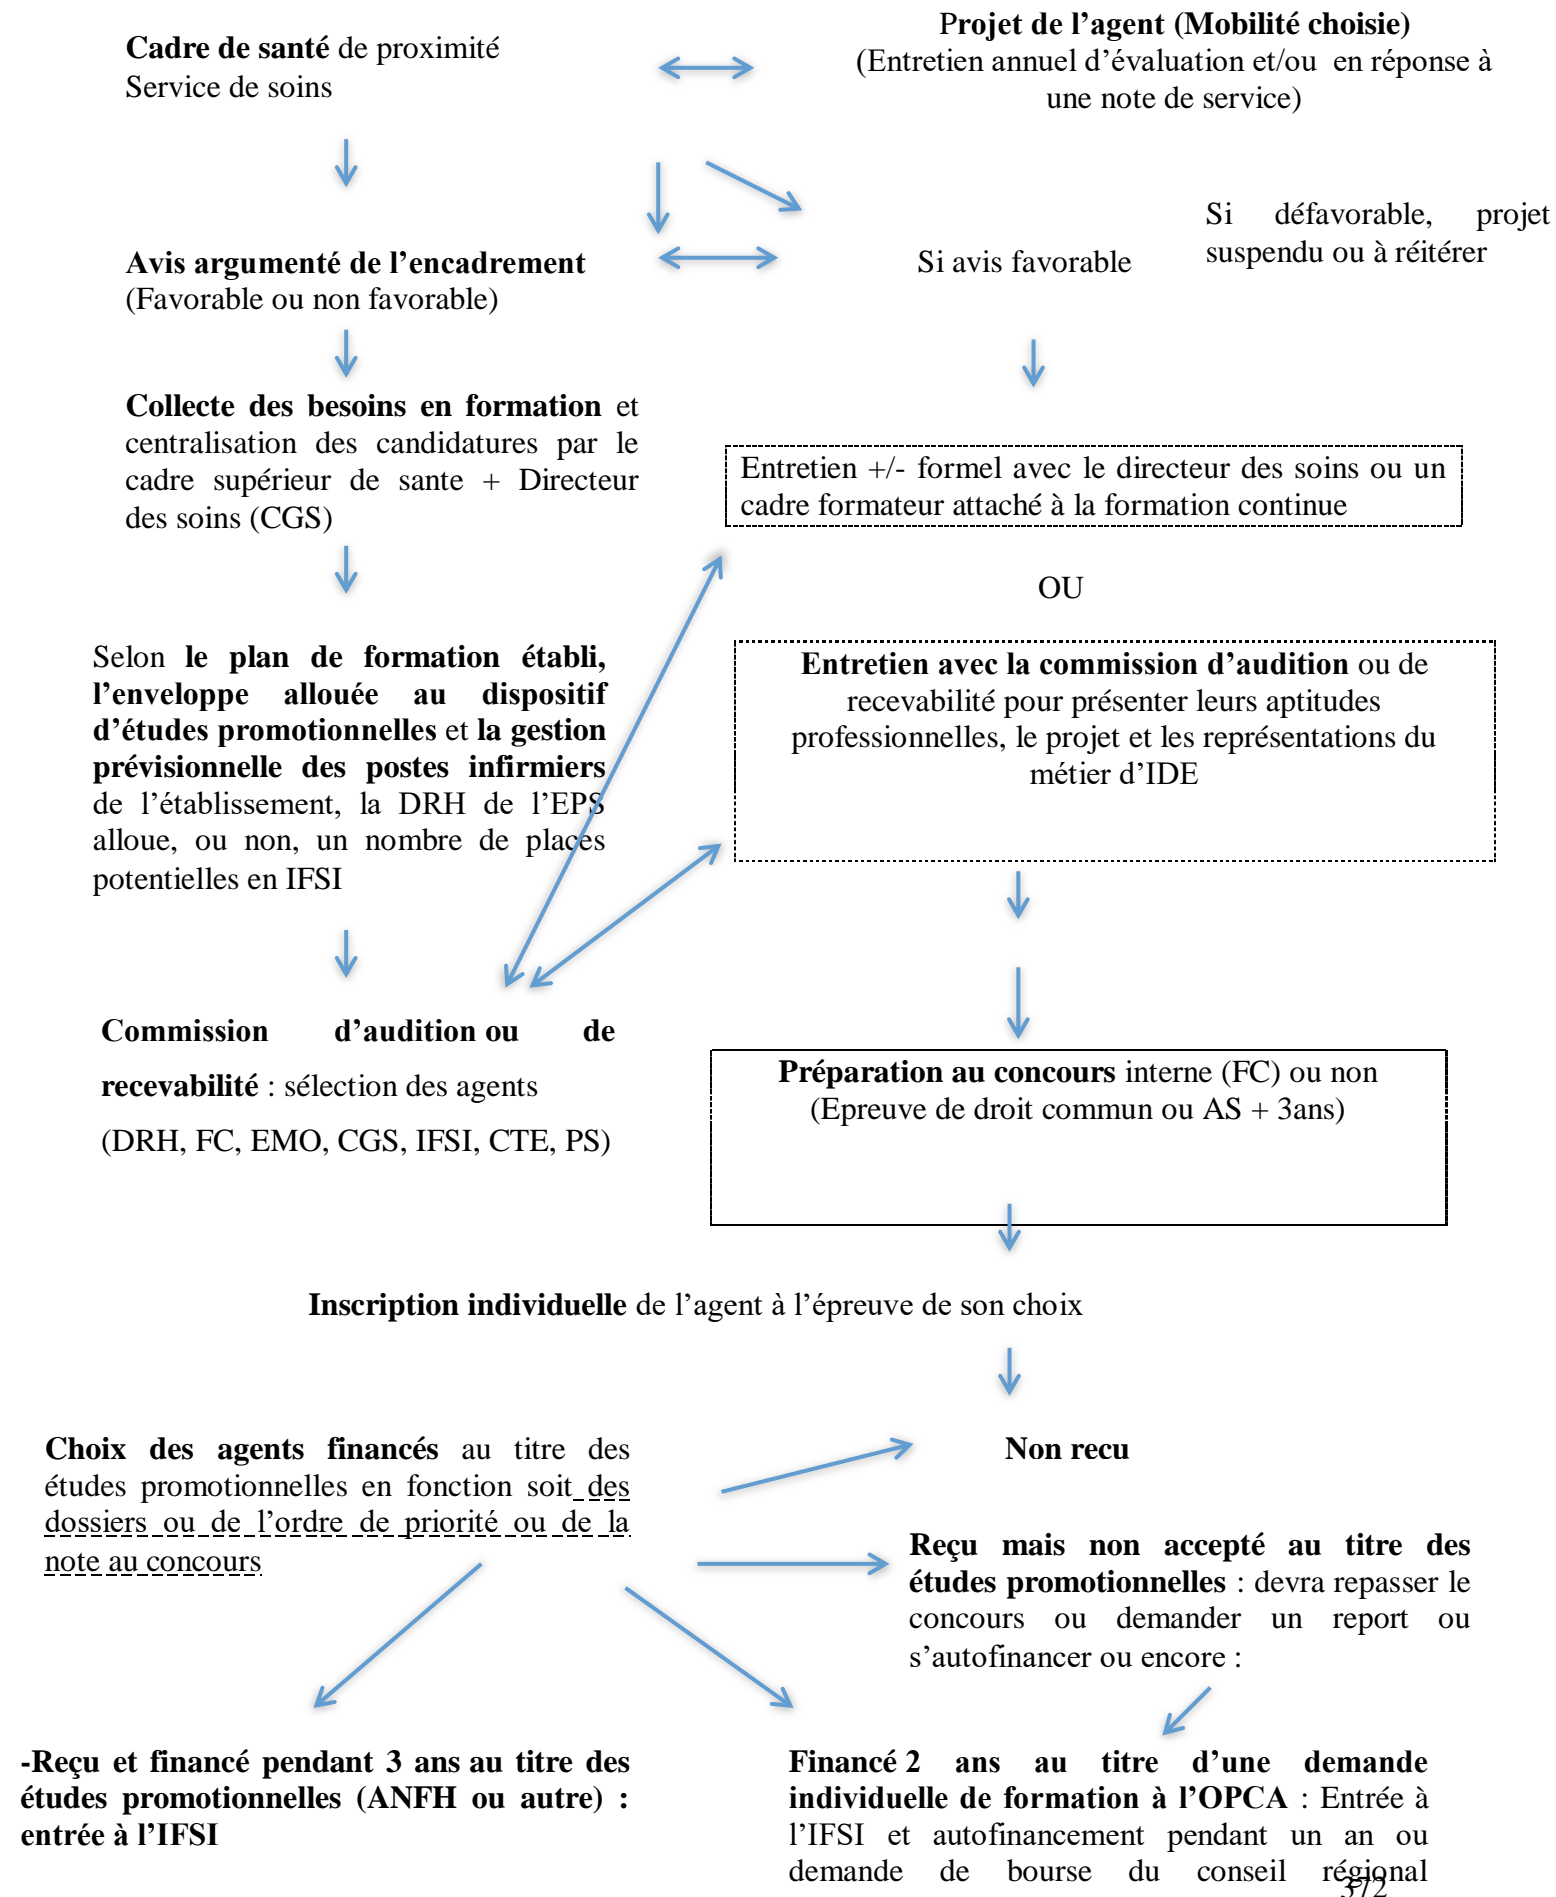 Cadre de santé de proximité
Service de soins
Projet de l’agent (Mobilité choisie)
(Entretien annuel d’évaluation et/ou en réponse à
une note de service)
Avis argumenté de l’encadrement
(Favorable ou non favorable)
Si avis favorable
Si défavorable, projet
suspendu ou à réitérer
Collecte des besoins en formation et
centralisation des candidatures par le
cadre supérieur de sante + Directeur
des soins (CGS)
Entretien +/- formel avec le directeur des soins ou un
cadre formateur attaché à la formation continue
OU
Selon le plan de formation établi,
l’enveloppe allouée au dispositif
d’études promotionnelles et la gestion
prévisionnelle des postes infirmiers
de l’établissement, la DRH de l’EPS
alloue, ou non, un nombre de places
potentielles en IFSI
Entretien avec la commission d’audition ou de
recevabilité pour présenter leurs aptitudes
professionnelles, le projet et les représentations du
métier d’IDE
Commission d’audition ou de
recevabilité : sélection des agents
(DRH, FC, EMO, CGS, IFSI, CTE, PS)
Préparation au concours interne (FC) ou non
(Epreuve de droit commun ou AS + 3ans)
Inscription individuelle de l’agent à l’épreuve de son choix
Choix des agents financés au titre des
études promotionnelles en fonction soit des
dossiers ou de l’ordre de priorité ou de la
note au concours
Non recu
Reçu mais non accepté au titre des
études promotionnelles : devra repasser le
concours ou demander un report ou
s’autofinancer ou encore :
-Reçu et financé pendant 3 ans au titre des
études promotionnelles (ANFH ou autre) :
entrée à l’IFSI
Financé 2 ans au titre d’une demande
individuelle de formation à l’OPCA : Entrée à
l’IFSI et autofinancement pendant un an ou
demande de bourse du conseil régional
372